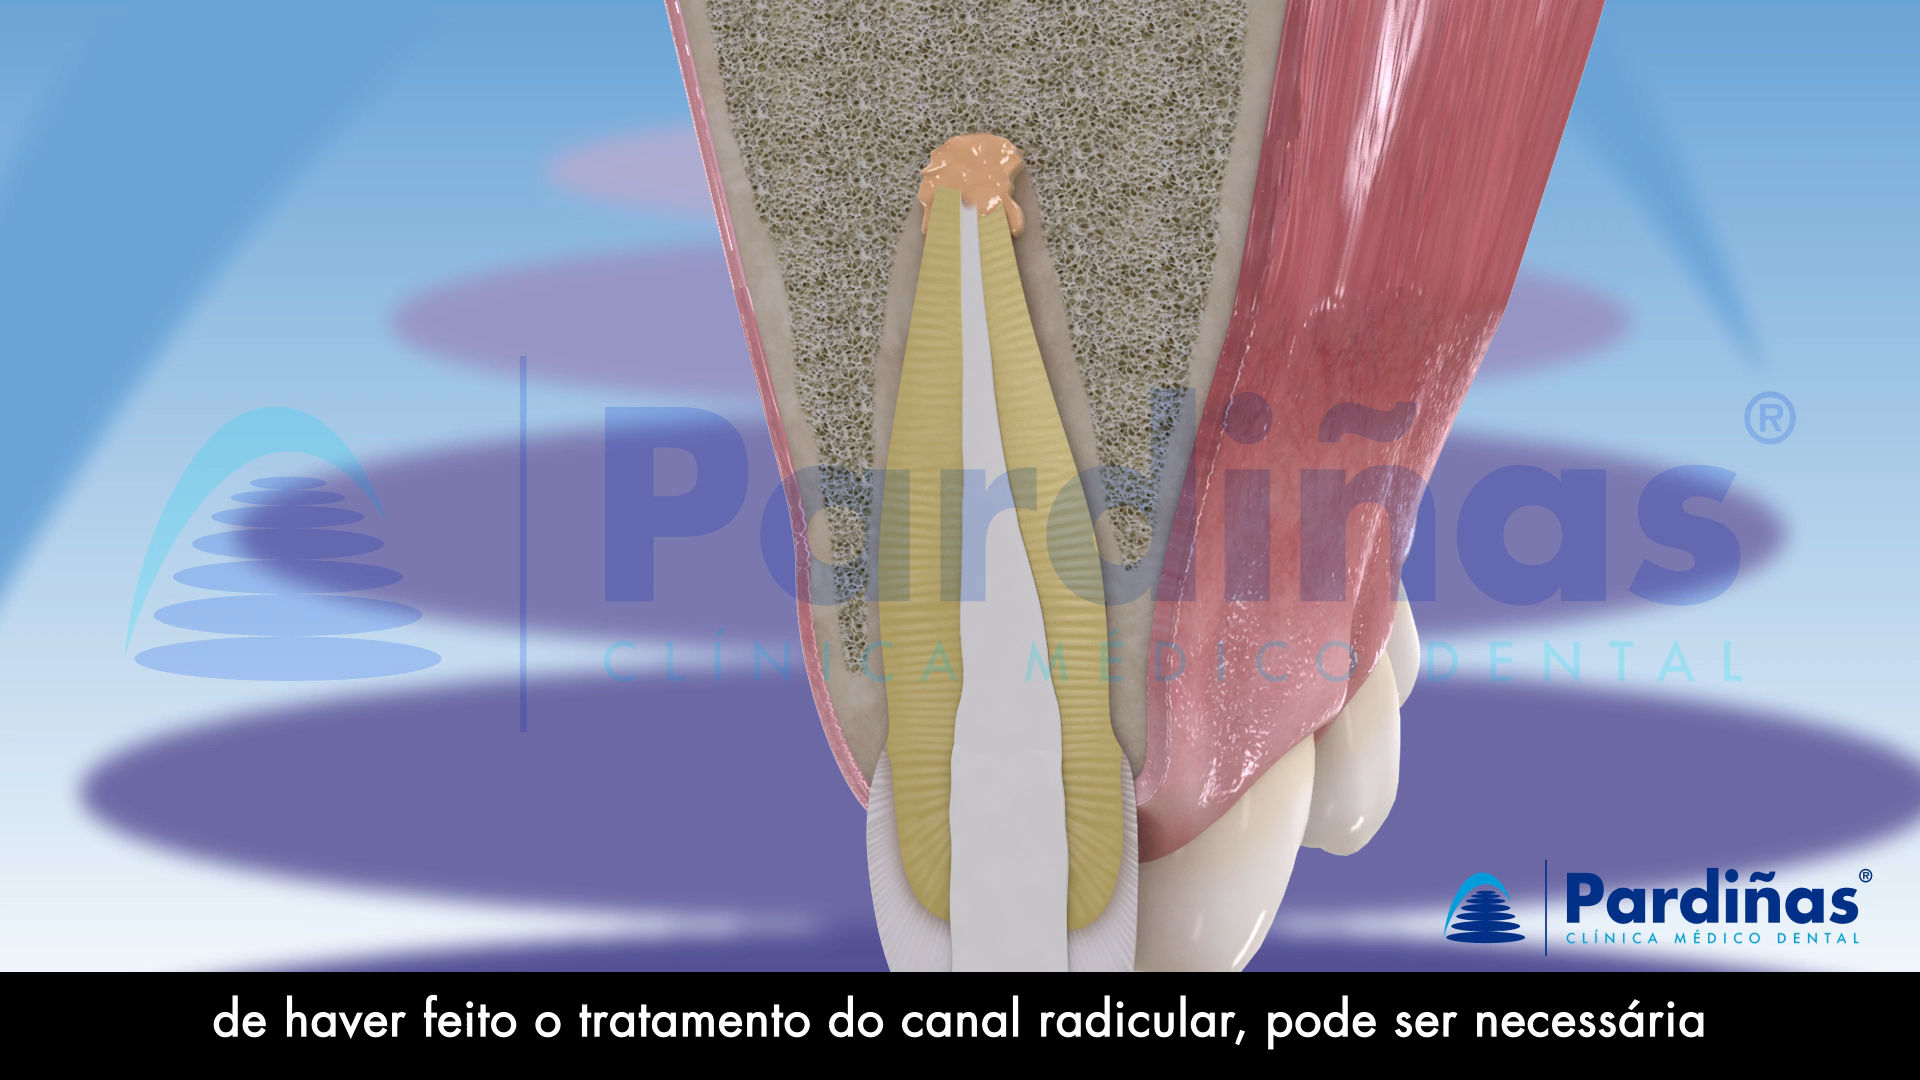 Pardiñas®
CLÍNICA MÉDICO DENTAL
Pardiñas®
CLÍNICA MÉDICO DENTAL
de haver feito o tratamento do canal radicular, pode ser necessária